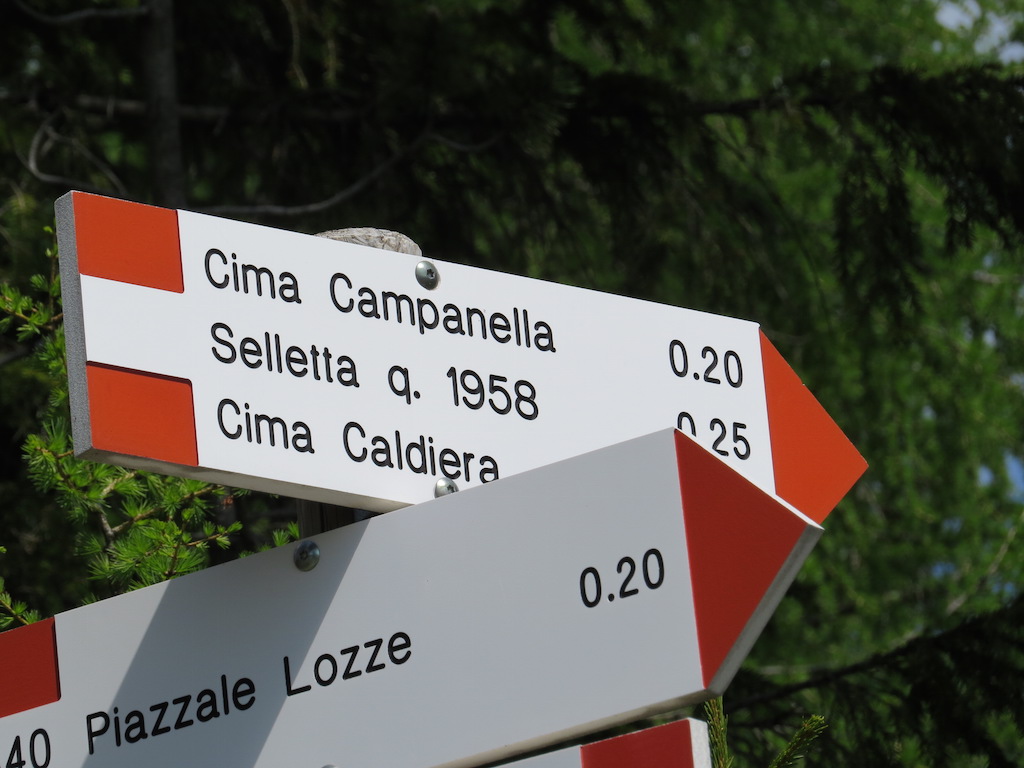 Cima Campanella
Selletta q. 1958 0.20
Cima Caldiera 0.25
Piazzale Lozze 0.20
40